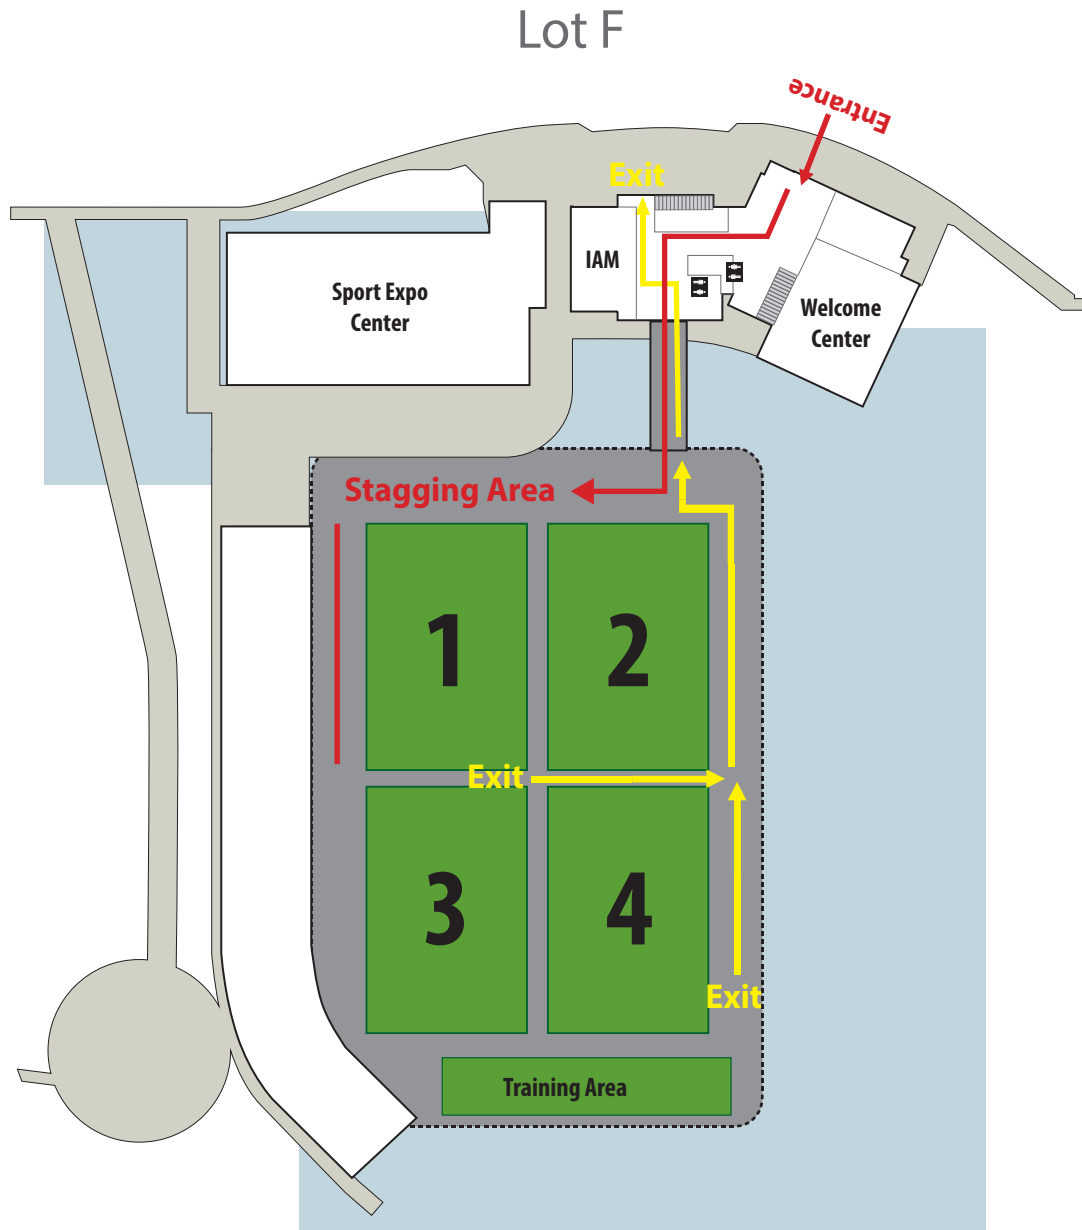 Lot F
Entrance
Exit
IAM
Sport Expo
Center
Welcome
Center
Stagging Area
1
2
Exit
3
4
Exit
Training Area